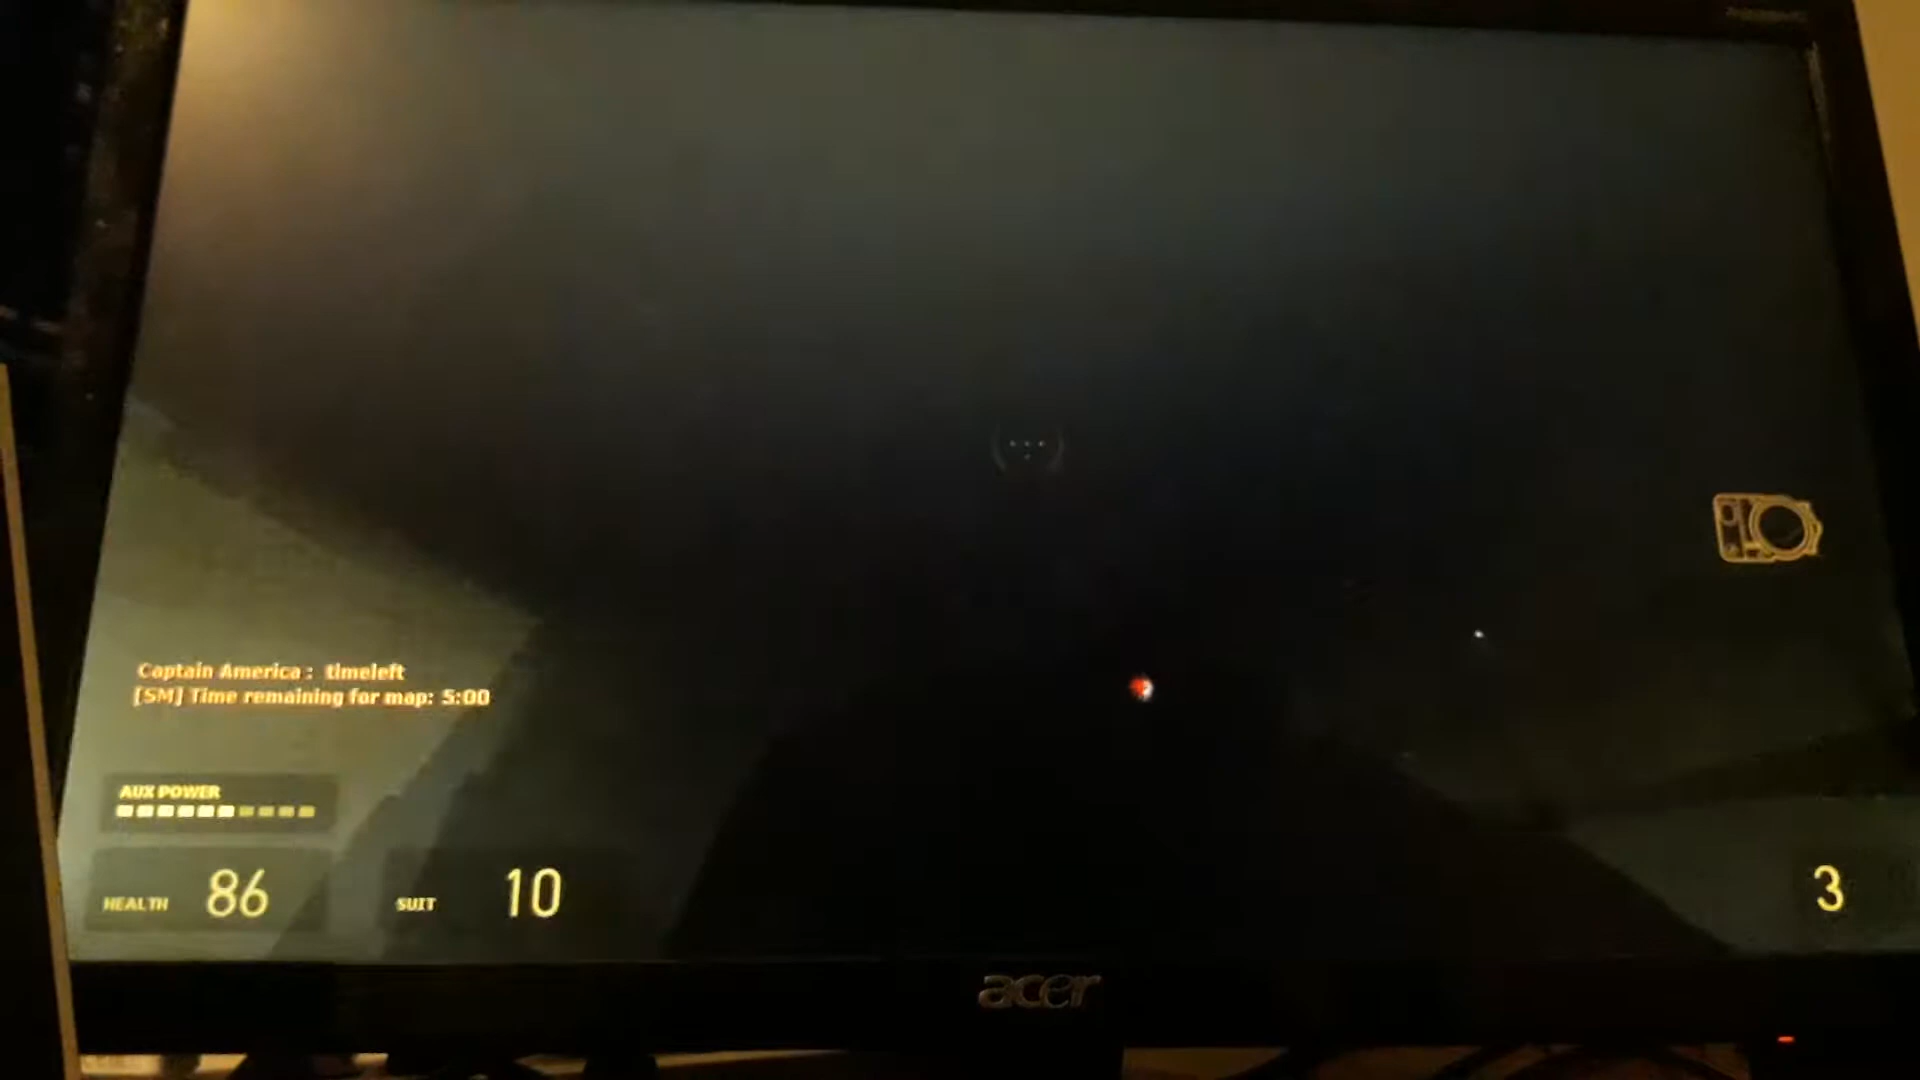 Captain America :  timeleft
[SM] Time remaining for map: 5:00
AUX POWER
HEALTH 86 SUIT 10 3
acer